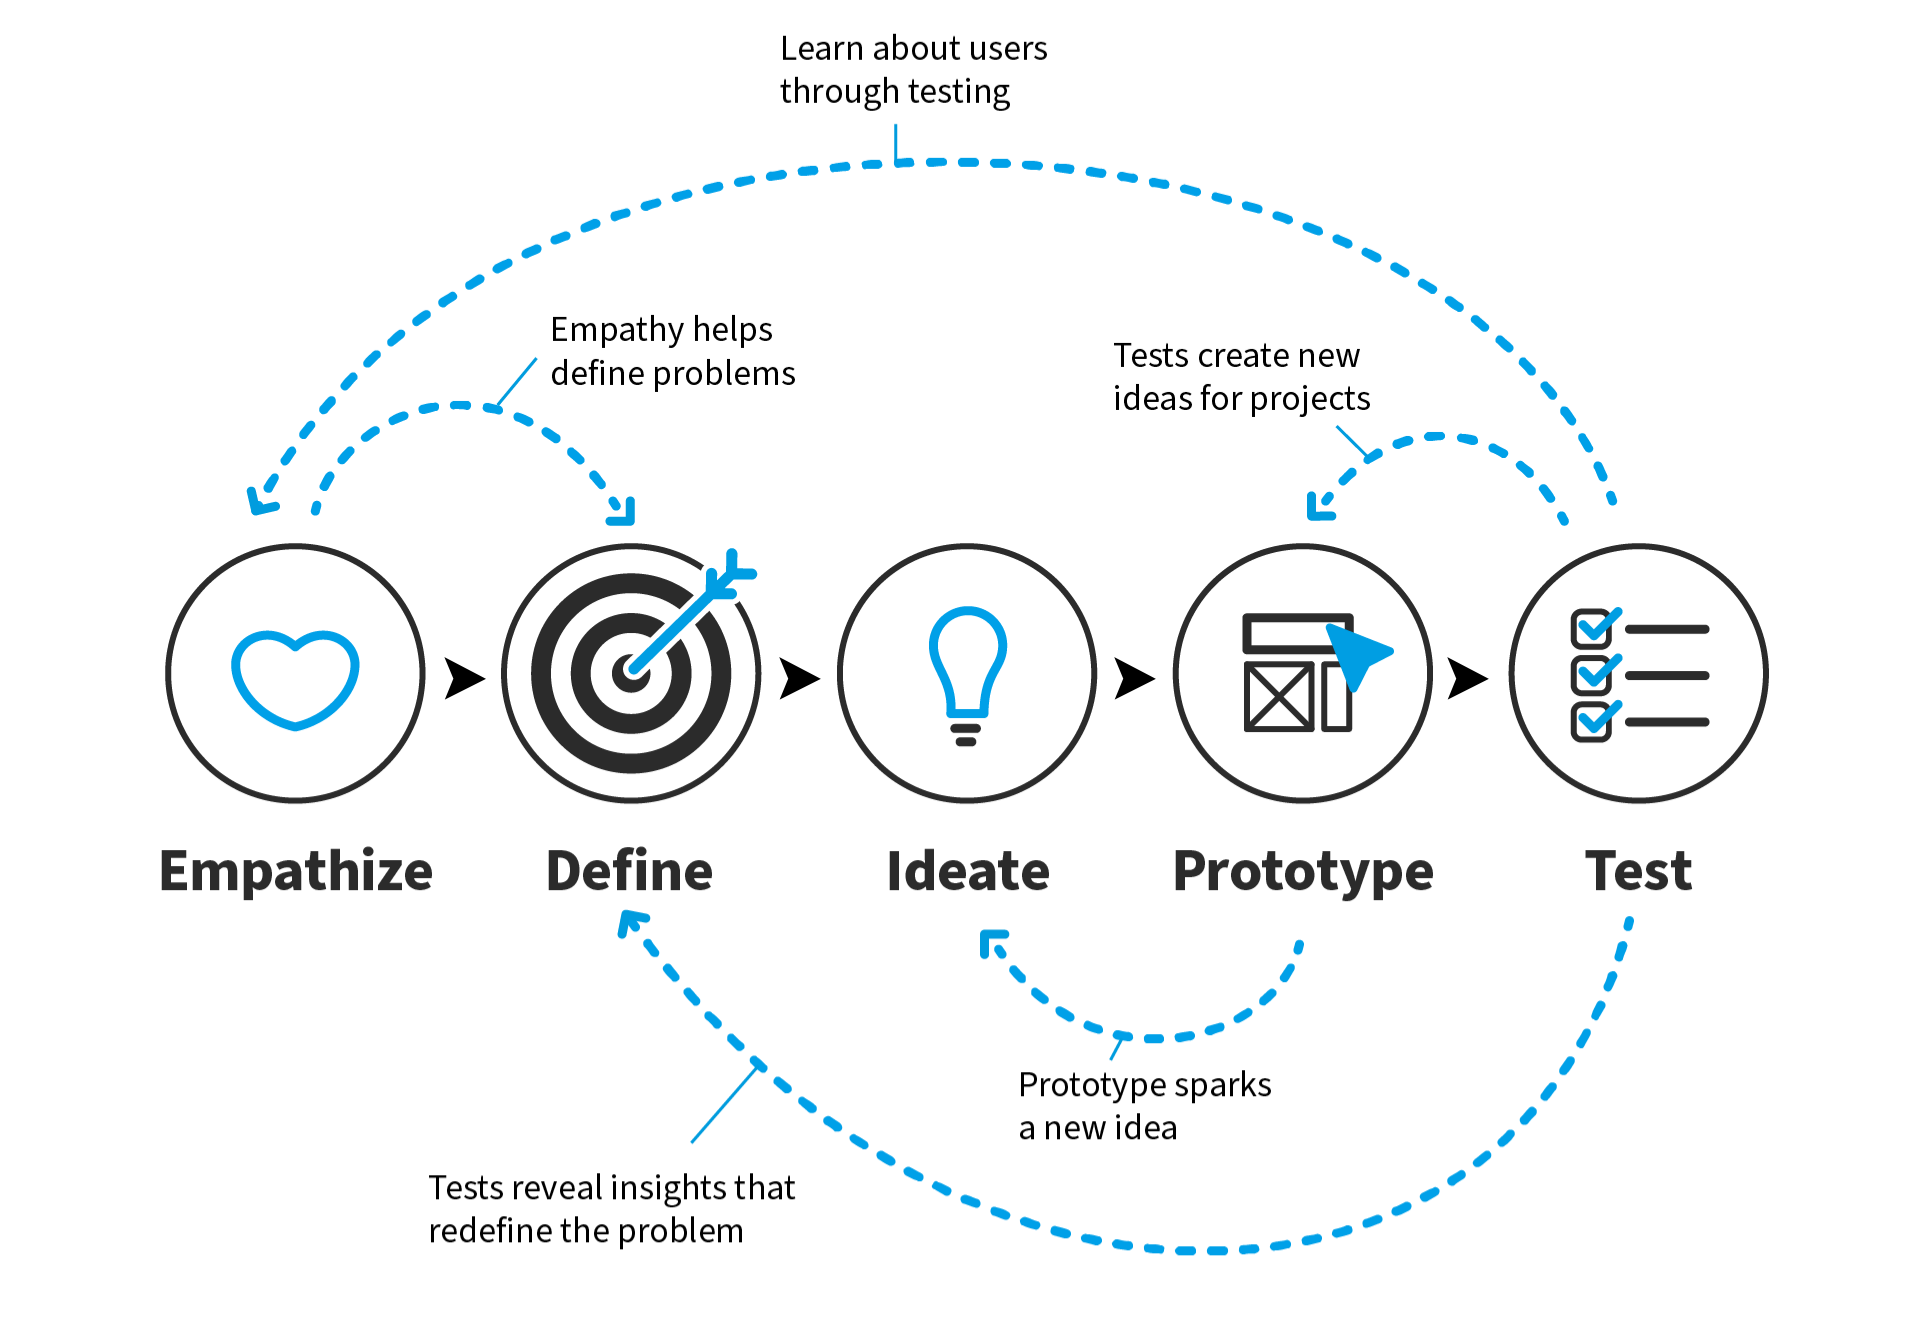 Learn about users
through testing
Empathy helps
define problems
Tests create new
ideas for projects
Empathize
Define
Ideate
Prototype
Test
Prototype sparks
a new idea
Tests reveal insights that
redefine the problem